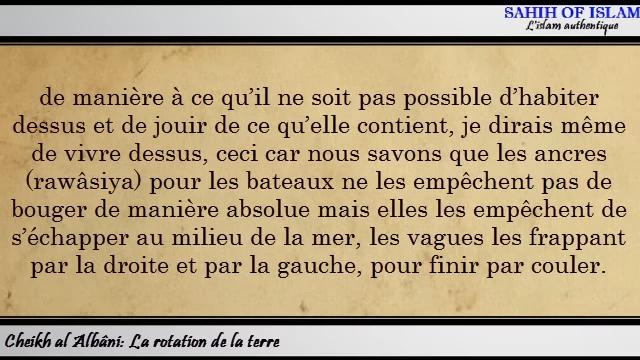 SAHIH OF ISLAM
L'islam authentique
de manière à ce qu’il ne soit pas possible d’habiter
dessus et de jouir de ce qu’elle contient, je dirais même
de vivre dessus, ceci car nous savons que les ancres
(rawâsiya) pour les bateaux ne les empêchent pas de
bouger de manière absolue mais elles les empêchent de
s’échapper au milieu de la mer, les vagues les frappant
par la droite et par la gauche, pour finir par couler.
Cheikh al Albâni: La rotation de la terre